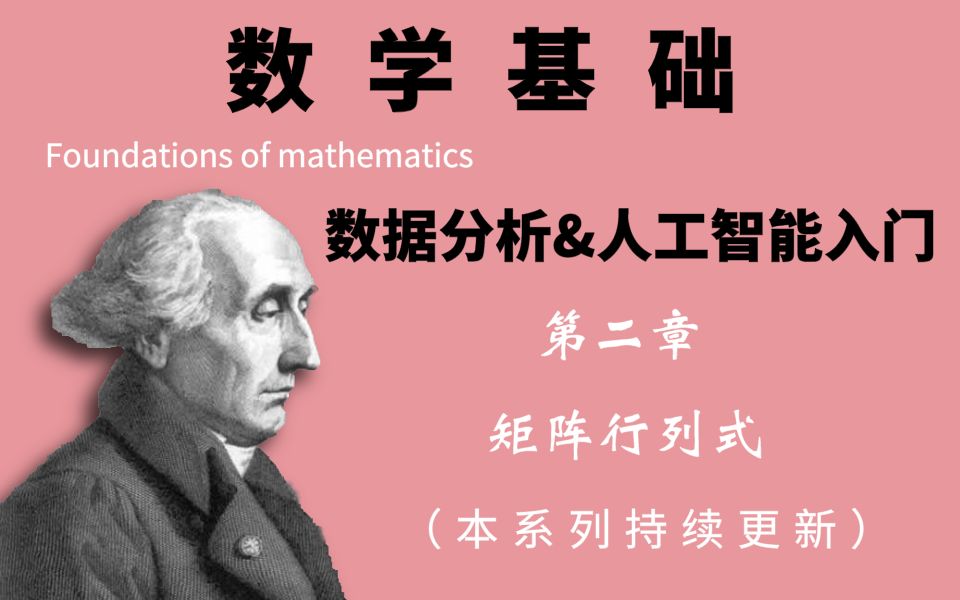 数学基础
Foundations of mathematics
数据分析&人工智能入门
第二章
矩阵行列式
（本系列持续更新）